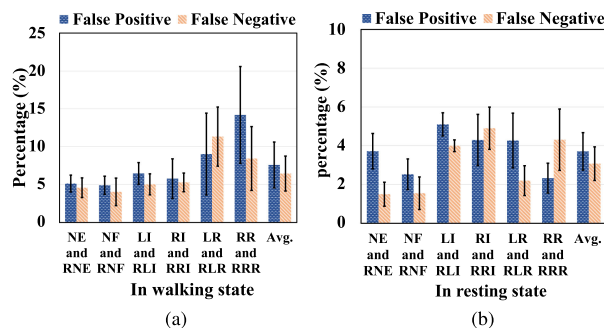 False Positive False Negative
Percentage (%)
25
20
15
10
5
0
NE and RNE
NF and RNF
LI and RLI
RI and RRI
LR and RLR
RR and RRR
Avg.
In walking state
(a)
False Positive False Negative
percentage (%)
10
8
6
4
2
0
NE and RNE
NF and RNF
LI and RLI
RI and RRI
LR and RLR
RR and RRR
Avg.
In resting state
(b)